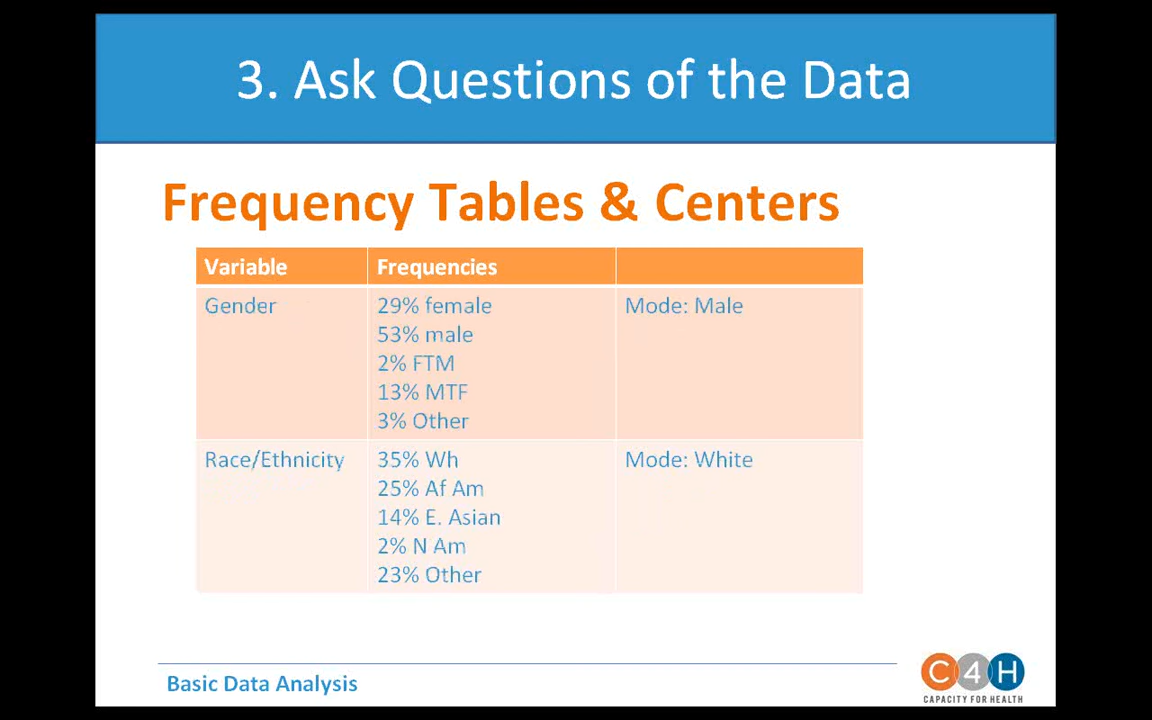 3. Ask Questions of the Data
Frequency Tables & Centers
Variable Frequencies
Gender 29% female Mode: Male
53% male
2% FTM
13% MTF
3% Other
Race/Ethnicity 35% Wh Mode: White
25% Af Am
14% E. Asian
2% N Am
23% Other
Basic Data Analysis
C4H
CAPACITY FOR HEALTH